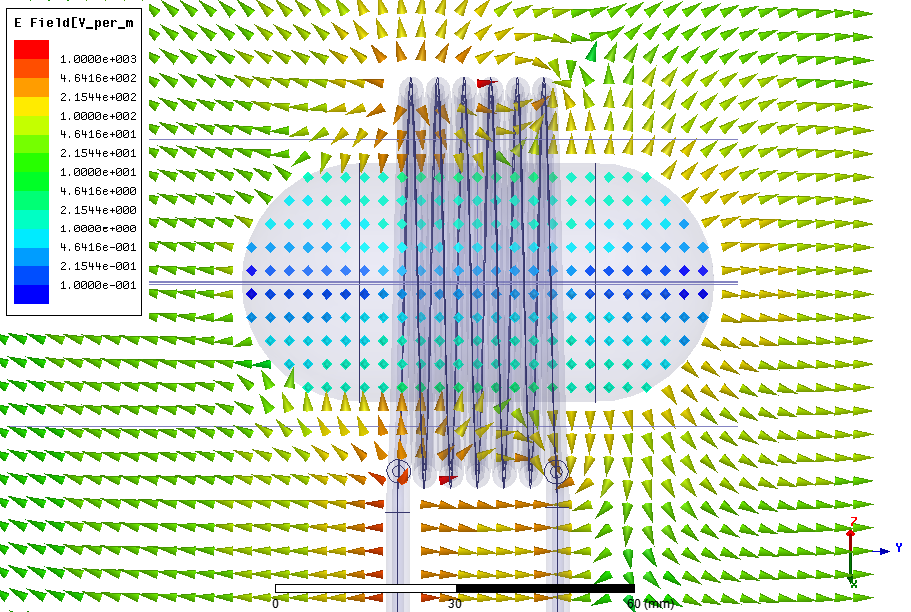 E Field[V_per_m
1.0000e+003
4.6416e+002
2.1544e+002
1.0000e+002
4.6416e+001
2.1544e+001
1.0000e+001
4.6416e+000
2.1544e+000
1.0000e+000
4.6416e-001
2.1544e-001
1.0000e-001
Z
Y
X
0
30
60 (mm)